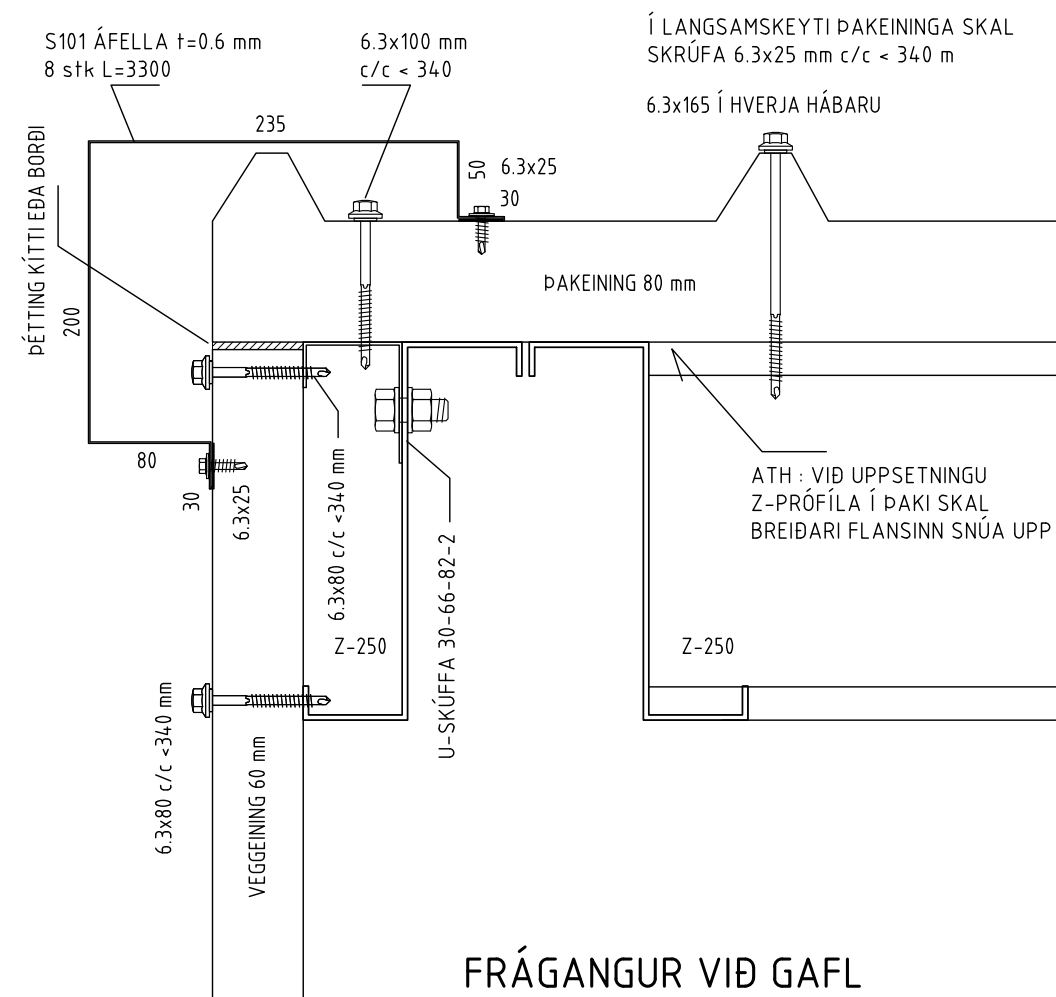 S101 ÁFELLA t=0.6 mm
8 stk L=3300
6.3x100 mm
c/c < 340
Í LANGSAMSKEYTI ÞAKEININGA SKAL
SKRÚFA 6.3x25 mm c/c < 340 m
6.3x165 Í HVERJA HÁBARU
235
50
6.3x25
30
ÞÉTTING KÍTTI EÐA BORÐI
200
ÞAKEINING 80 mm
80
30
6.3x25
6.3x80 c/c <340 mm
U-SKÚFFA 30-66-82-2
ATH : VIÐ UPPSETNINGU
Z-PRÓFÍLA Í ÞAKI SKAL
BREIÐARI FLANSINN SNÚA UPP
Z-250
Z-250
6.3x80 c/c <340 mm
VEGGEINING 60 mm
FRÁGANGUR VIÐ GAFL